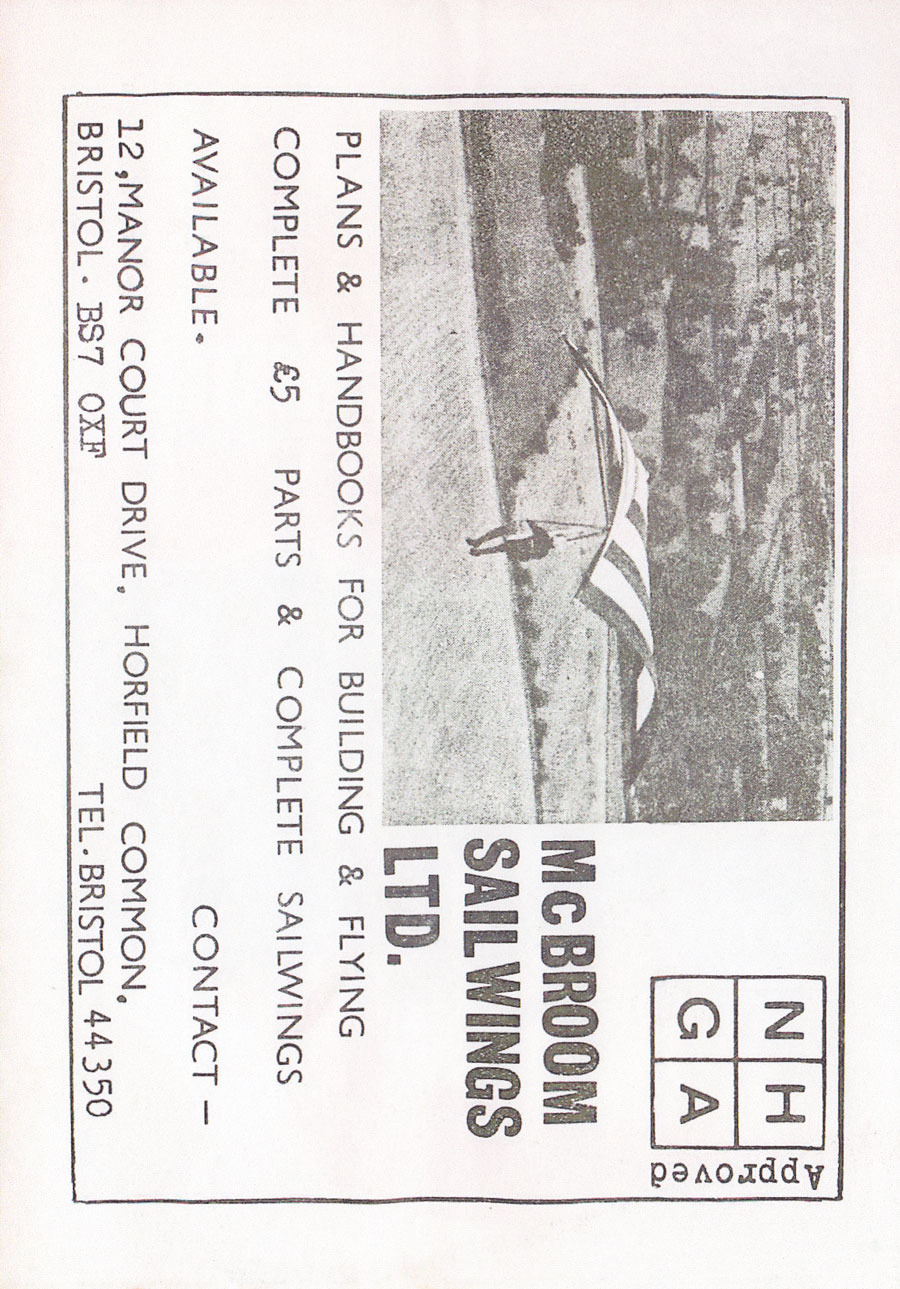 N H
G A
Approved
McBROOM
SAILWINGS
LTD.
PLANS & HANDBOOKS FOR BUILDING & FLYING
COMPLETE £5 PARTS & COMPLETE SAILWINGS
AVAILABLE. CONTACT —
12,MANOR COURT DRIVE, HORFIELD COMMON,
BRISTOL. BS7 0XF TEL.BRISTOL 44350